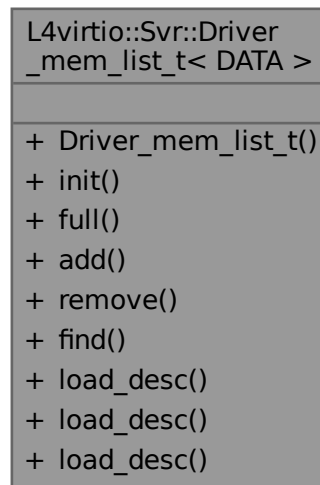 L4virtio::Svr::Driver
_mem_list_t< DATA >
+ Driver_mem_list_t()
+ init()
+ full()
+ add()
+ remove()
+ find()
+ load_desc()
+ load_desc()
+ load_desc()